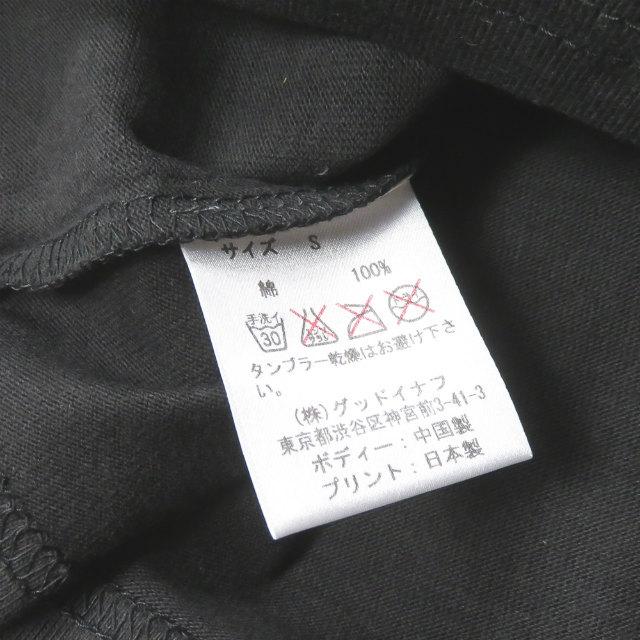 サイズ S
綿 100%
手洗イ
30
タンブラー乾燥はお避け下さ
い。
(株)グッドイナフ
東京都渋谷区神宮前3-41-3
ボディー：中国製
プリント：日本製